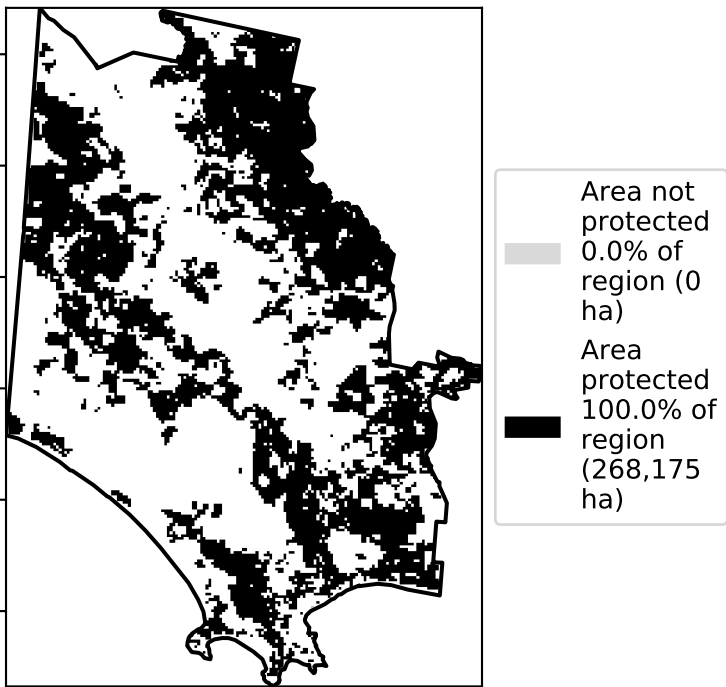 Area not
protected
0.0% of
region (0
ha)
Area
protected
100.0% of
region
(268,175
ha)